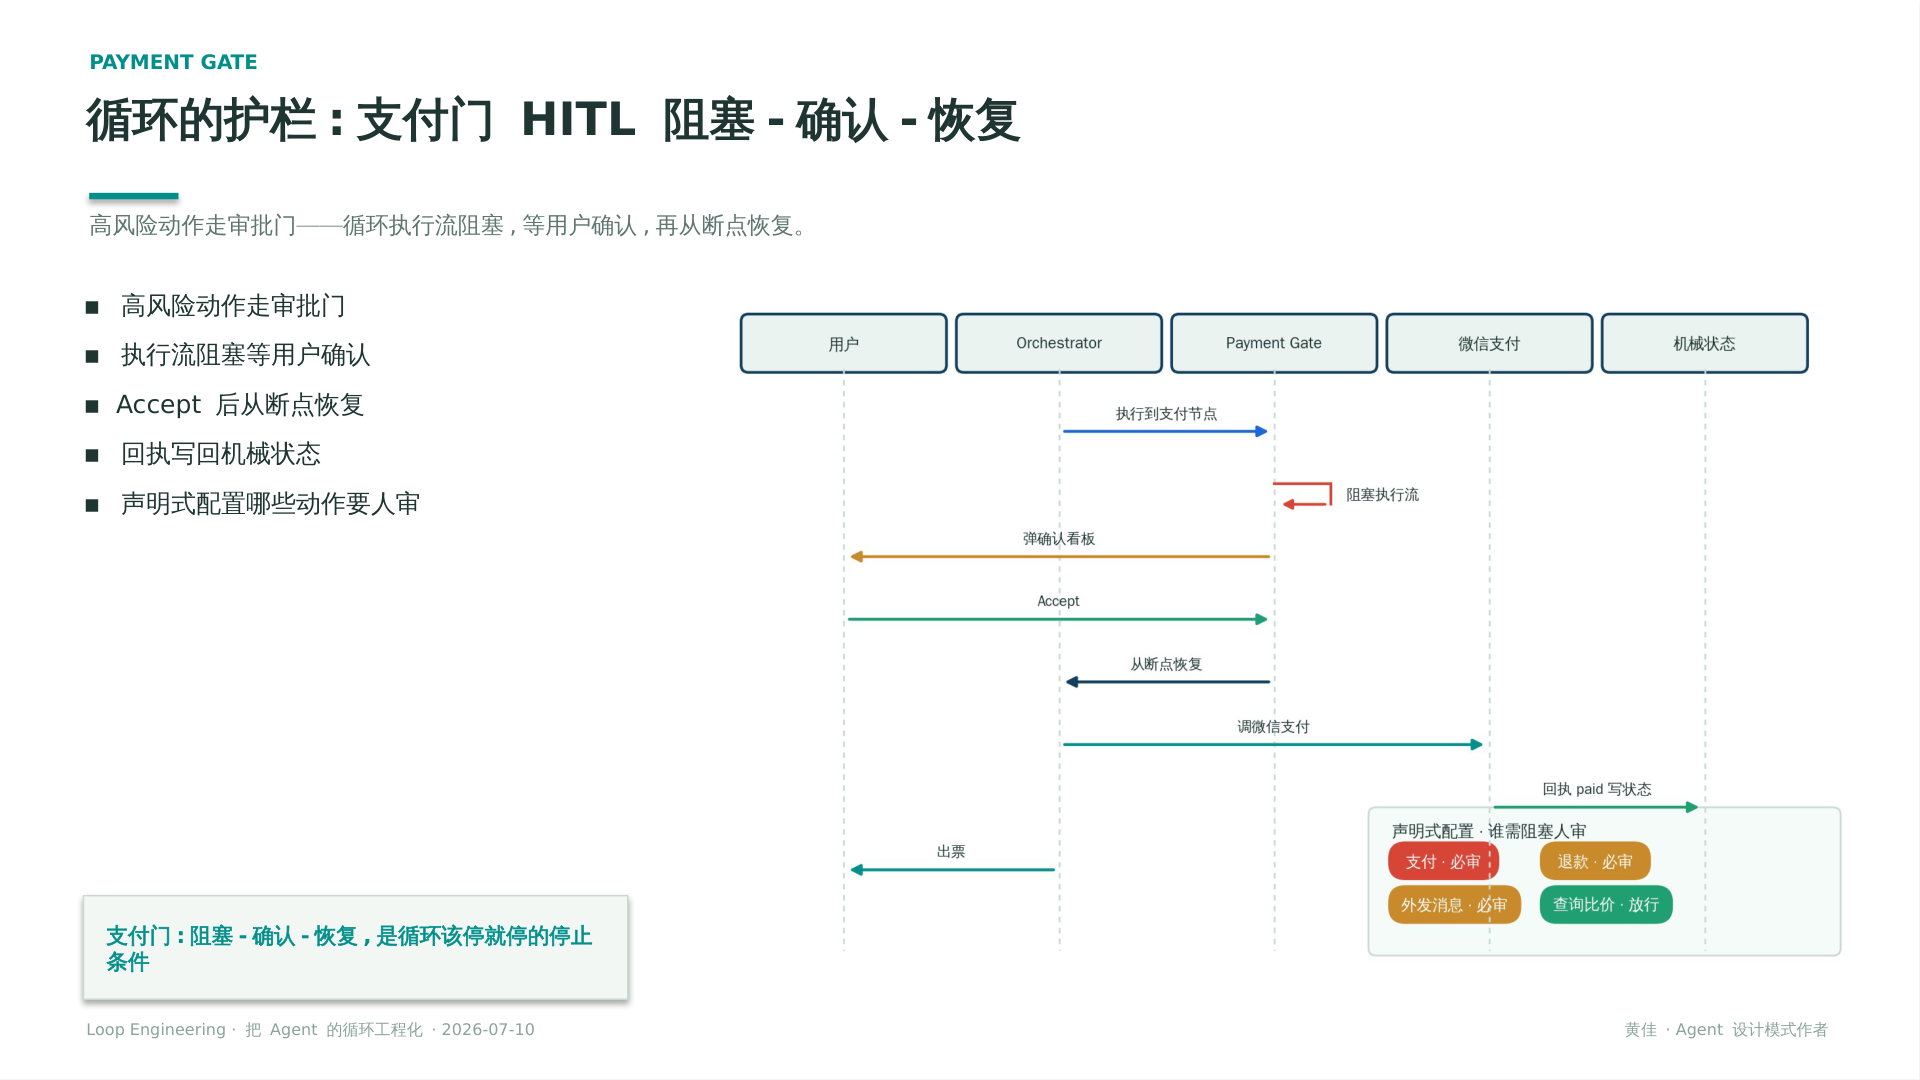 PAYMENT GATE
循环的护栏：支付门 HITL 阻塞-确认-恢复
高风险动作走审批门——循环执行流阻塞,等用户确认,再从断点恢复。
■ 高风险动作走审批门
■ 执行流阻塞等用户确认
■ Accept 后从断点恢复
■ 回执写回机械状态
■ 声明式配置哪些动作要人审
用户 Orchestrator Payment Gate 微信支付 机械状态
执行到支付节点
阻塞执行流
弹确认看板
Accept
从断点恢复
调微信支付
回执 paid 写状态
声明式配置 · 谁需阻塞人审
支付 · 必审 退款 · 必审
外发消息 · 必审 查询比价 · 放行
出票
支付门：阻塞-确认-恢复,是循环该停就停的停止
条件
Loop Engineering · 把 Agent 的循环工程化 · 2026-07-10
黄佳 · Agent 设计模式作者